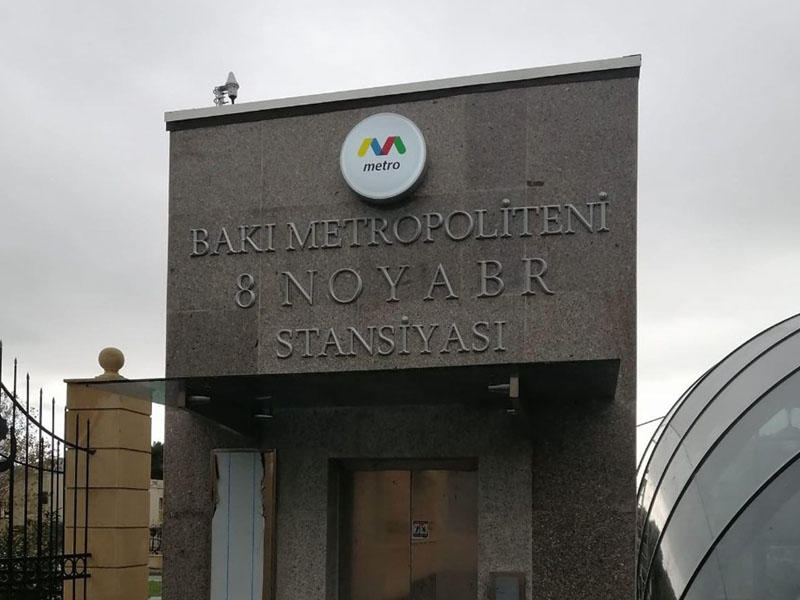 metro
BAKI METROPOLİTENİ
8 NOYABR
STANSİYASI